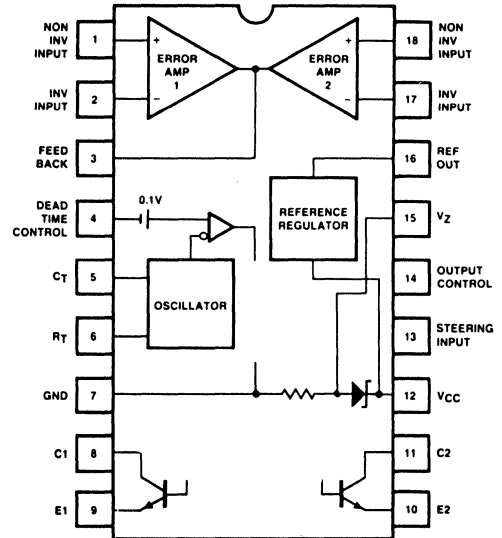 NON
INV
INPUT
1
+
ERROR
AMP
1
-
+
ERROR
AMP
2
-
18
NON
INV
INPUT
INV
INPUT
2
17
INV
INPUT
FEED
BACK
3
16
REF
OUT
DEAD
TIME
CONTROL
4
0.1V
REFERENCE
REGULATOR
15
VZ
CT
5
OSCILLATOR
14
OUTPUT
CONTROL
RT
6
13
STEERING
INPUT
GND
7
12
VCC
C1
8
11
C2
E1
9
10
E2